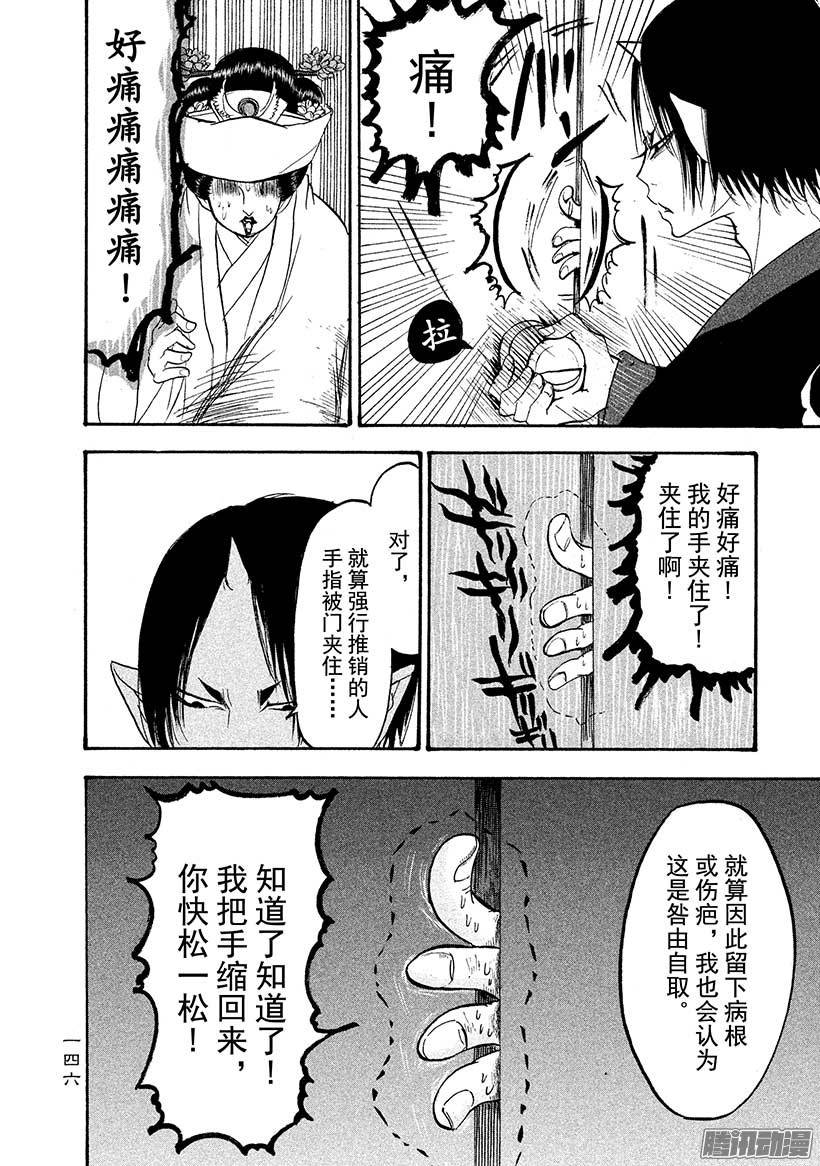 痛！
拉
好痛痛痛痛痛！
好痛好痛！
我的手夹住了！
夹住了啊！
对了，
就算强行推销的人
手指被门夹住……
就算因此留下病根
或伤疤，我也会认为
这是咎由自取。
知道了知道了！
我把手缩回来，
你快松一松！
一四六
腾讯动漫